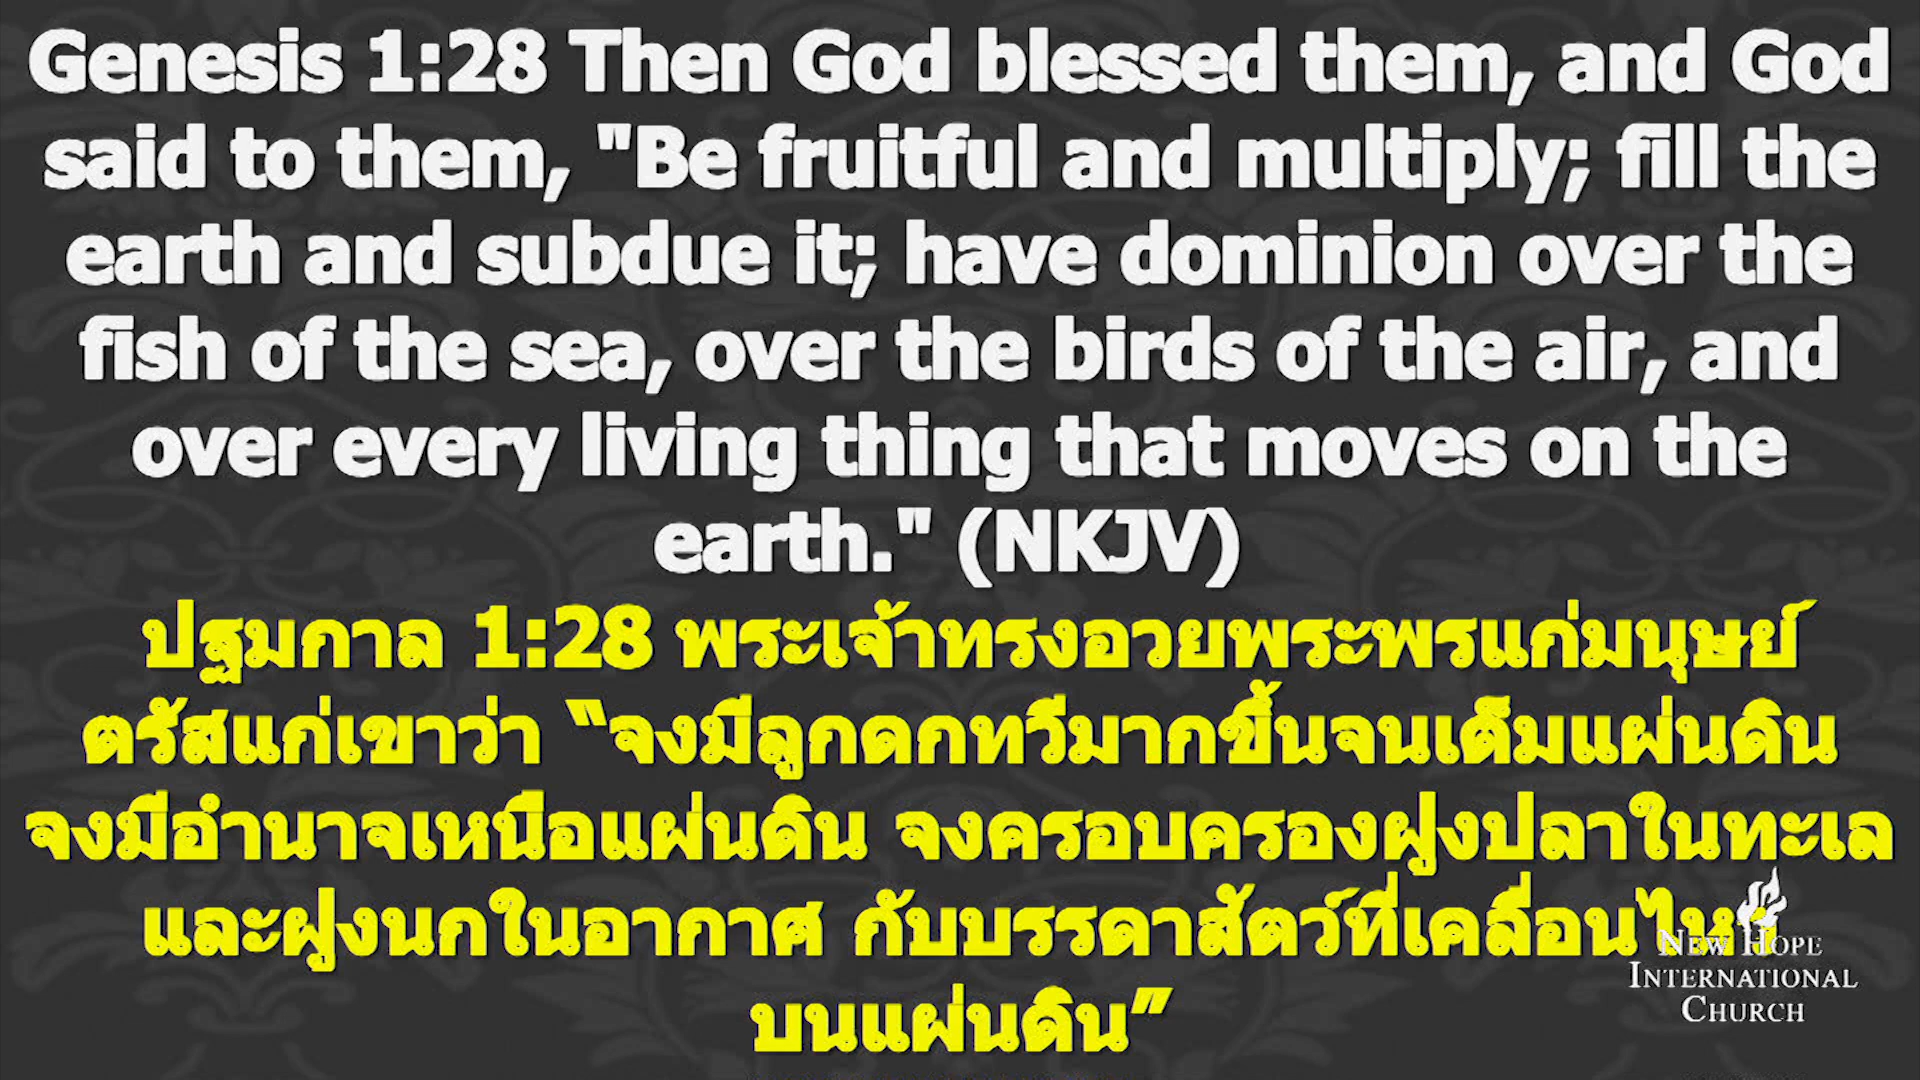 Genesis 1:28 Then God blessed them, and God
said to them, "Be fruitful and multiply; fill the
earth and subdue it; have dominion over the
fish of the sea, over the birds of the air, and
over every living thing that moves on the
earth." (NKJV)
ปฐมกาล 1:28 พระเจ้าทรงอวยพระพรแก่มนุษย์
ตรัสแก่เขาว่า “จงมีลูกดกทวีมากขึ้นจนเต็มแผ่นดิน
จงมีอำนาจเหนือแผ่นดิน จงครอบครองฝูงปลาในทะเล
และฝูงนกในอากาศ กับบรรดาสัตว์ที่เคลื่อนไหว
บนแผ่นดิน”
NEW HOPE
INTERNATIONAL
CHURCH